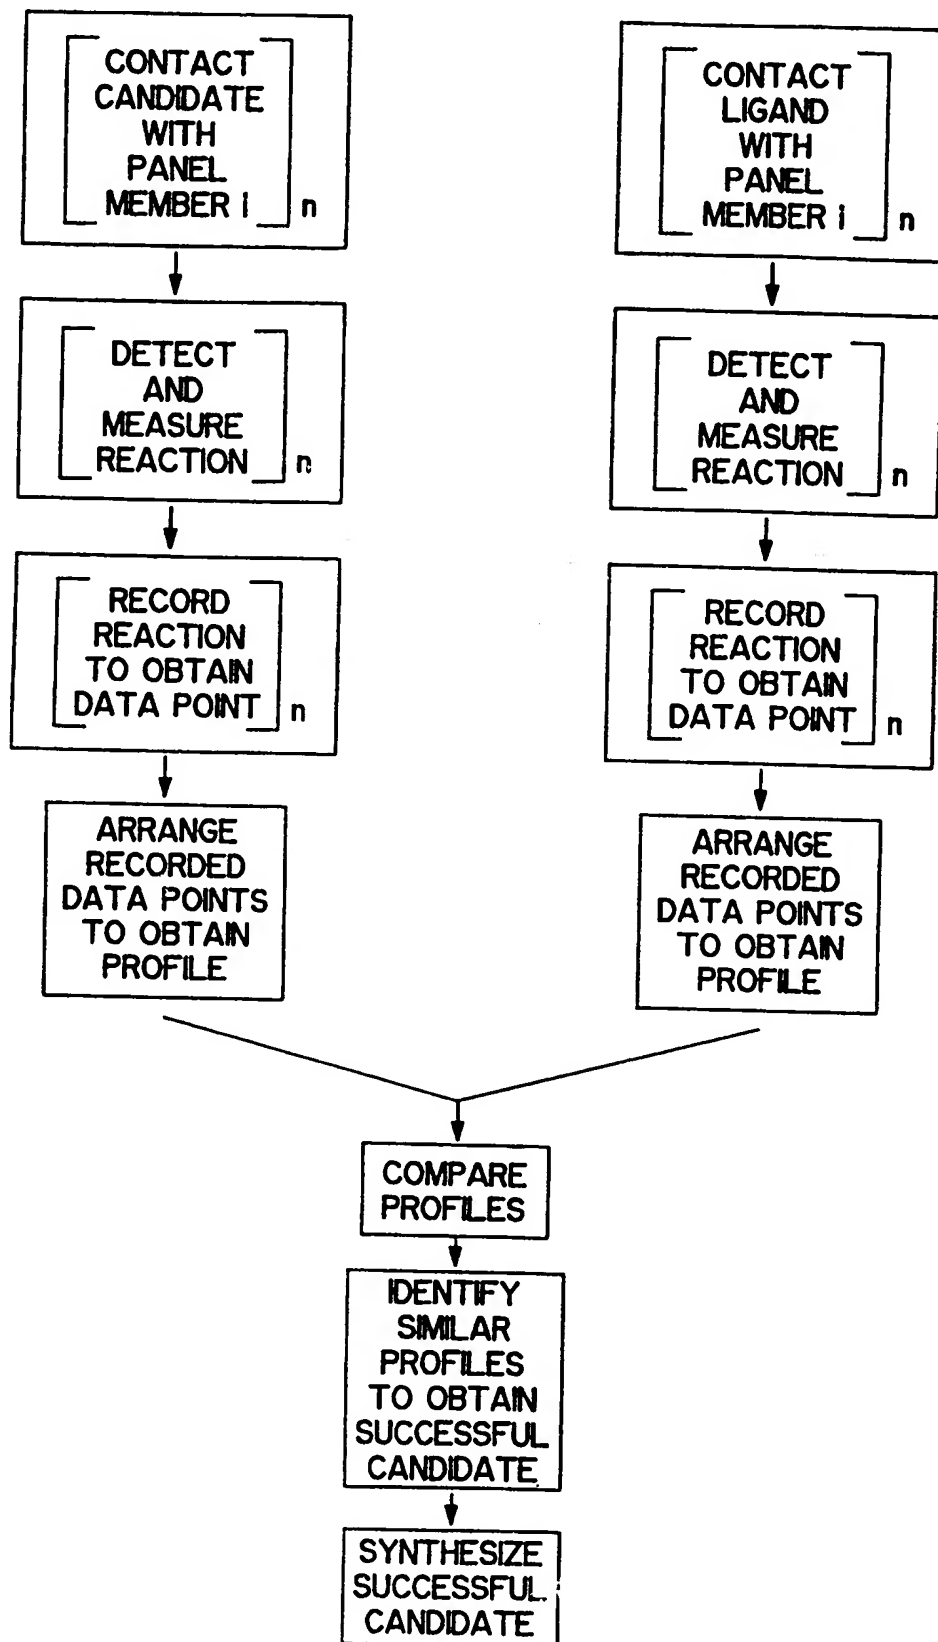 CONTACT
CANDIDATE
WITH
PANEL
MEMBER i
n
DETECT
AND
MEASURE
REACTION
n
RECORD
REACTION
TO OBTAIN
DATA POINT
n
ARRANGE
RECORDED
DATA POINTS
TO OBTAIN
PROFILE
CONTACT
LIGAND
WITH
PANEL
MEMBER i
n
DETECT
AND
MEASURE
REACTION
n
RECORD
REACTION
TO OBTAIN
DATA POINT
n
ARRANGE
RECORDED
DATA POINTS
TO OBTAIN
PROFILE
COMPARE
PROFILES
IDENTIFY
SIMILAR
PROFILES
TO OBTAIN
SUCCESSFUL
CANDIDATE
SYNTHESIZE
SUCCESSFUL
CANDIDATE